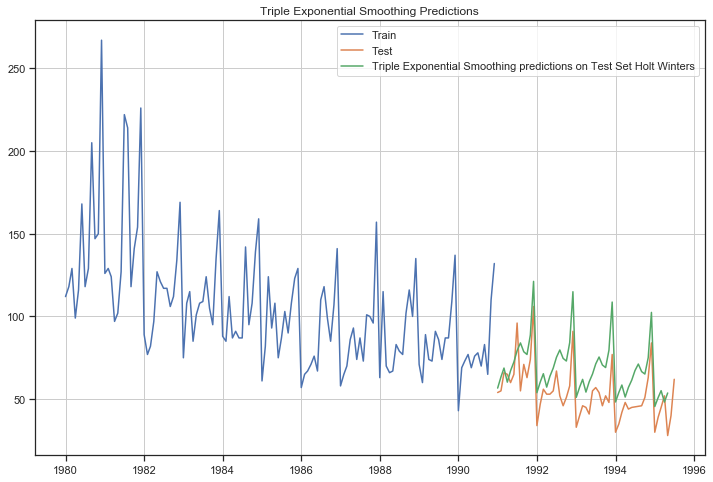 Triple Exponential Smoothing Predictions
Train
Test
Triple Exponential Smoothing predictions on Test Set Holt Winters
250
200
150
100
50
1980 1982 1984 1986 1988 1990 1992 1994 1996